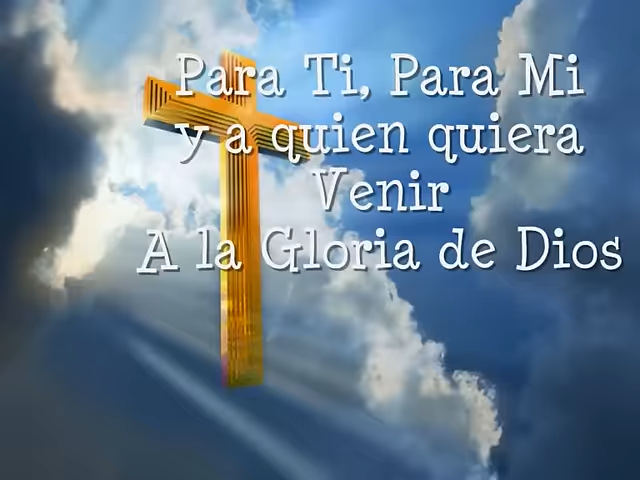 Para Ti, Para Mi
y a quien quiera
Venir
A la Gloria de Dios